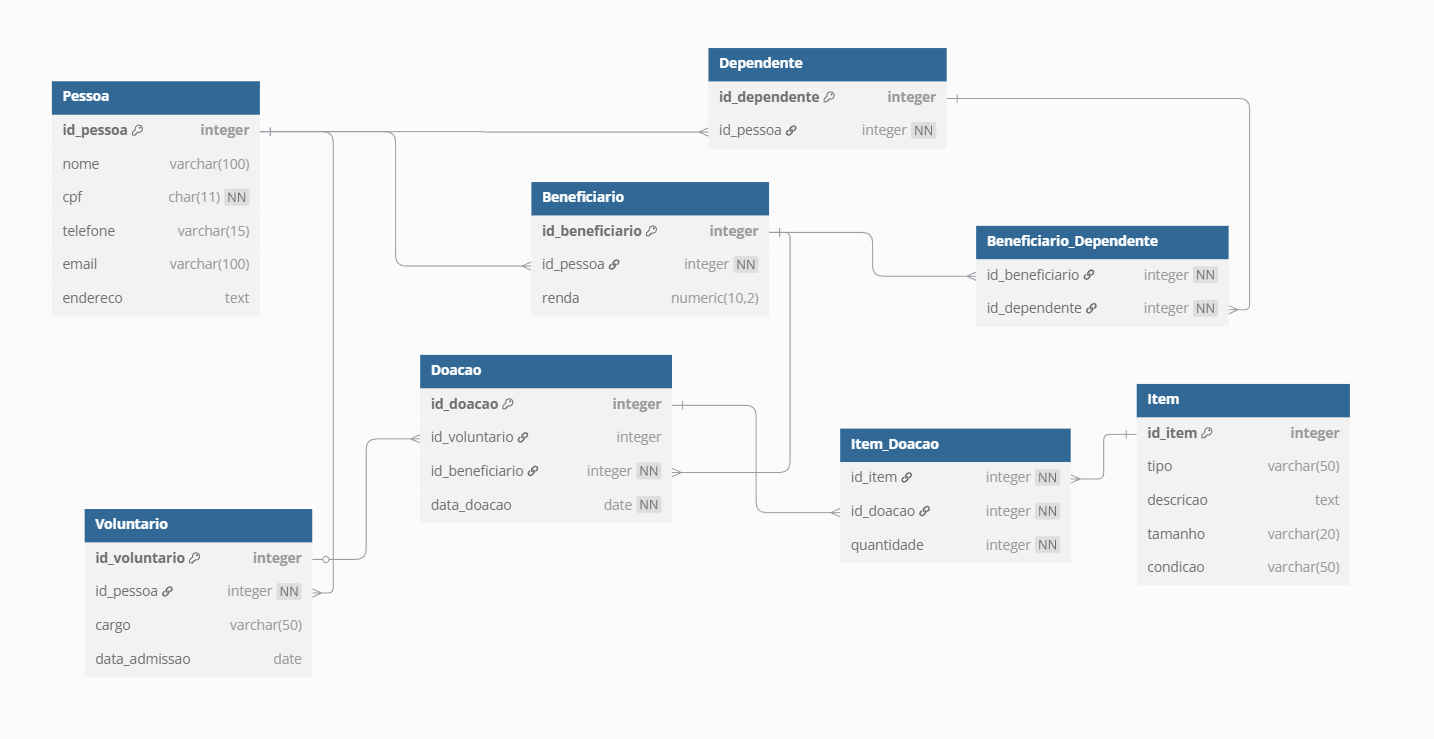 Pessoa
id_pessoa integer
nome varchar(100)
cpf char(11) NN
telefone varchar(15)
email varchar(100)
endereco text
Dependente
id_dependente integer
id_pessoa integer NN
Beneficiario
id_beneficiario integer
id_pessoa integer NN
renda numeric(10,2)
Beneficiario_Dependente
id_beneficiario integer NN
id_dependente integer NN
Doacao
id_doacao integer
id_voluntario integer
id_beneficiario integer NN
data_doacao date NN
Item_Doacao
id_item integer NN
id_doacao integer NN
quantidade integer NN
Item
id_item integer
tipo varchar(50)
descricao text
tamanho varchar(20)
condicao varchar(50)
Voluntario
id_voluntario integer
id_pessoa integer NN
cargo varchar(50)
data_admissao date